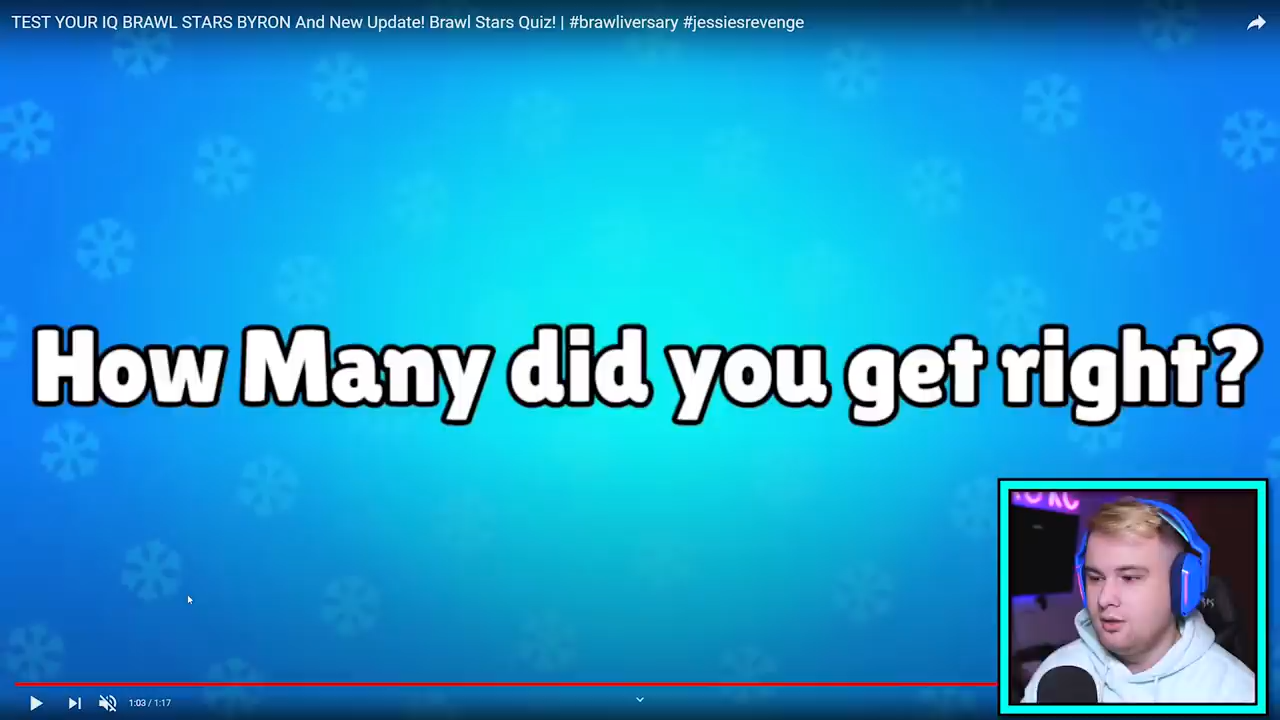 TEST YOUR IQ BRAWL STARS BYRON And New Update! Brawl Stars Quiz! | #brawliversary #jessiesrevenge
How Many did you get right?
1:03 / 1:17